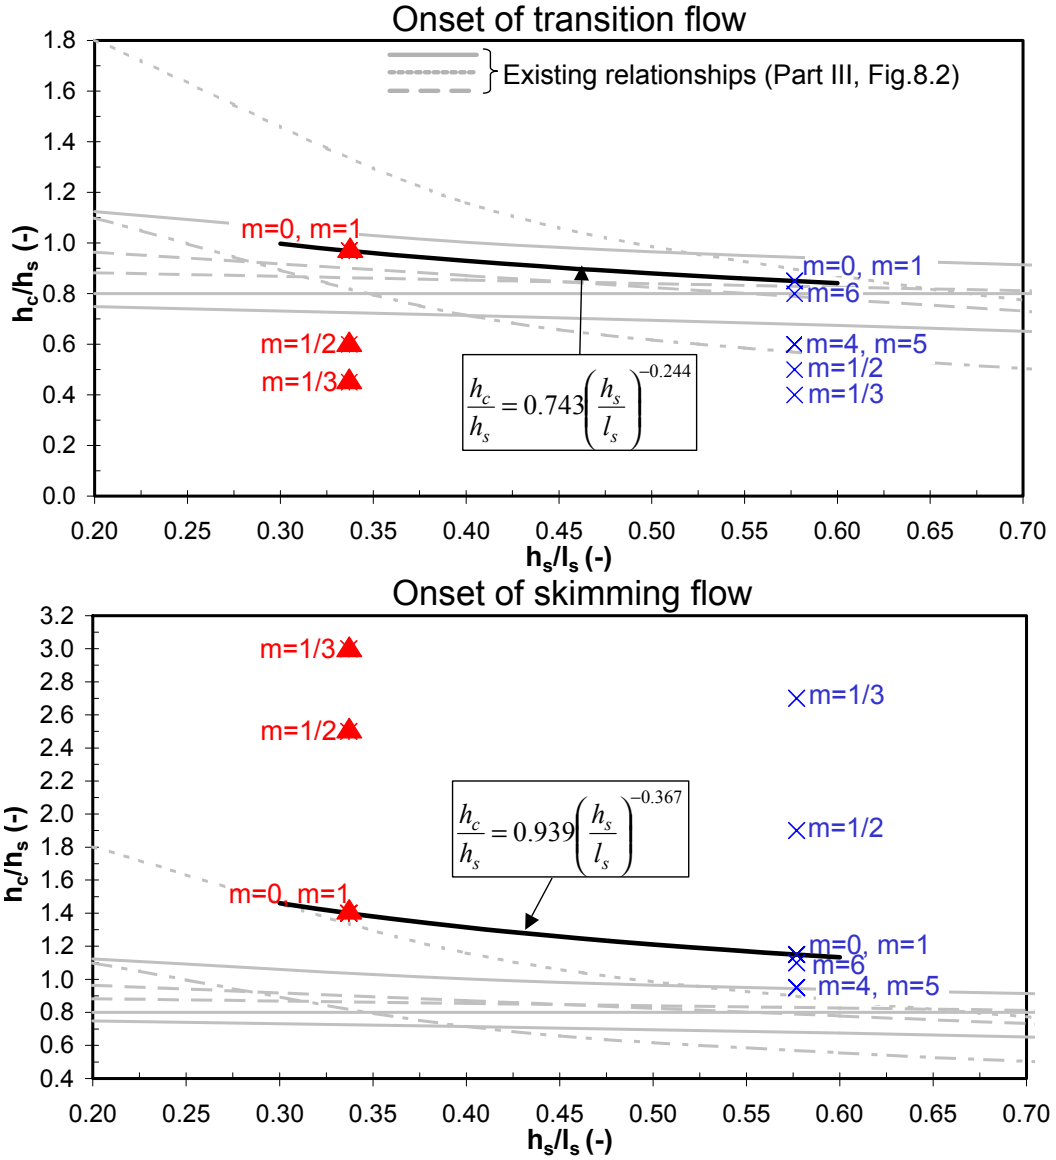 Onset of transition flow
1.8
1.6
1.4
1.2
1.0
0.8
0.6
0.4
0.2
0.0
h_c/h_s (-)
Existing relationships (Part III, Fig.8.2)
m=0, m=1
m=1/2
m=1/3
m=0, m=1
m=6
m=4, m=5
m=1/2
m=1/3
h_c/h_s = 0.743(h_s/l_s)^−0.244
0.20 0.25 0.30 0.35 0.40 0.45 0.50 0.55 0.60 0.65 0.70
h_s/l_s (-)
Onset of skimming flow
3.2
3.0
2.8
2.6
2.4
2.2
2.0
1.8
1.6
1.4
1.2
1.0
0.8
0.6
0.4
h_c/h_s (-)
m=1/3
m=1/2
m=0, m=1
m=1/3
m=1/2
m=0, m=1
m=6
m=4, m=5
h_c/h_s = 0.939(h_s/l_s)^−0.367
0.20 0.25 0.30 0.35 0.40 0.45 0.50 0.55 0.60 0.65 0.70
h_s/l_s (-)